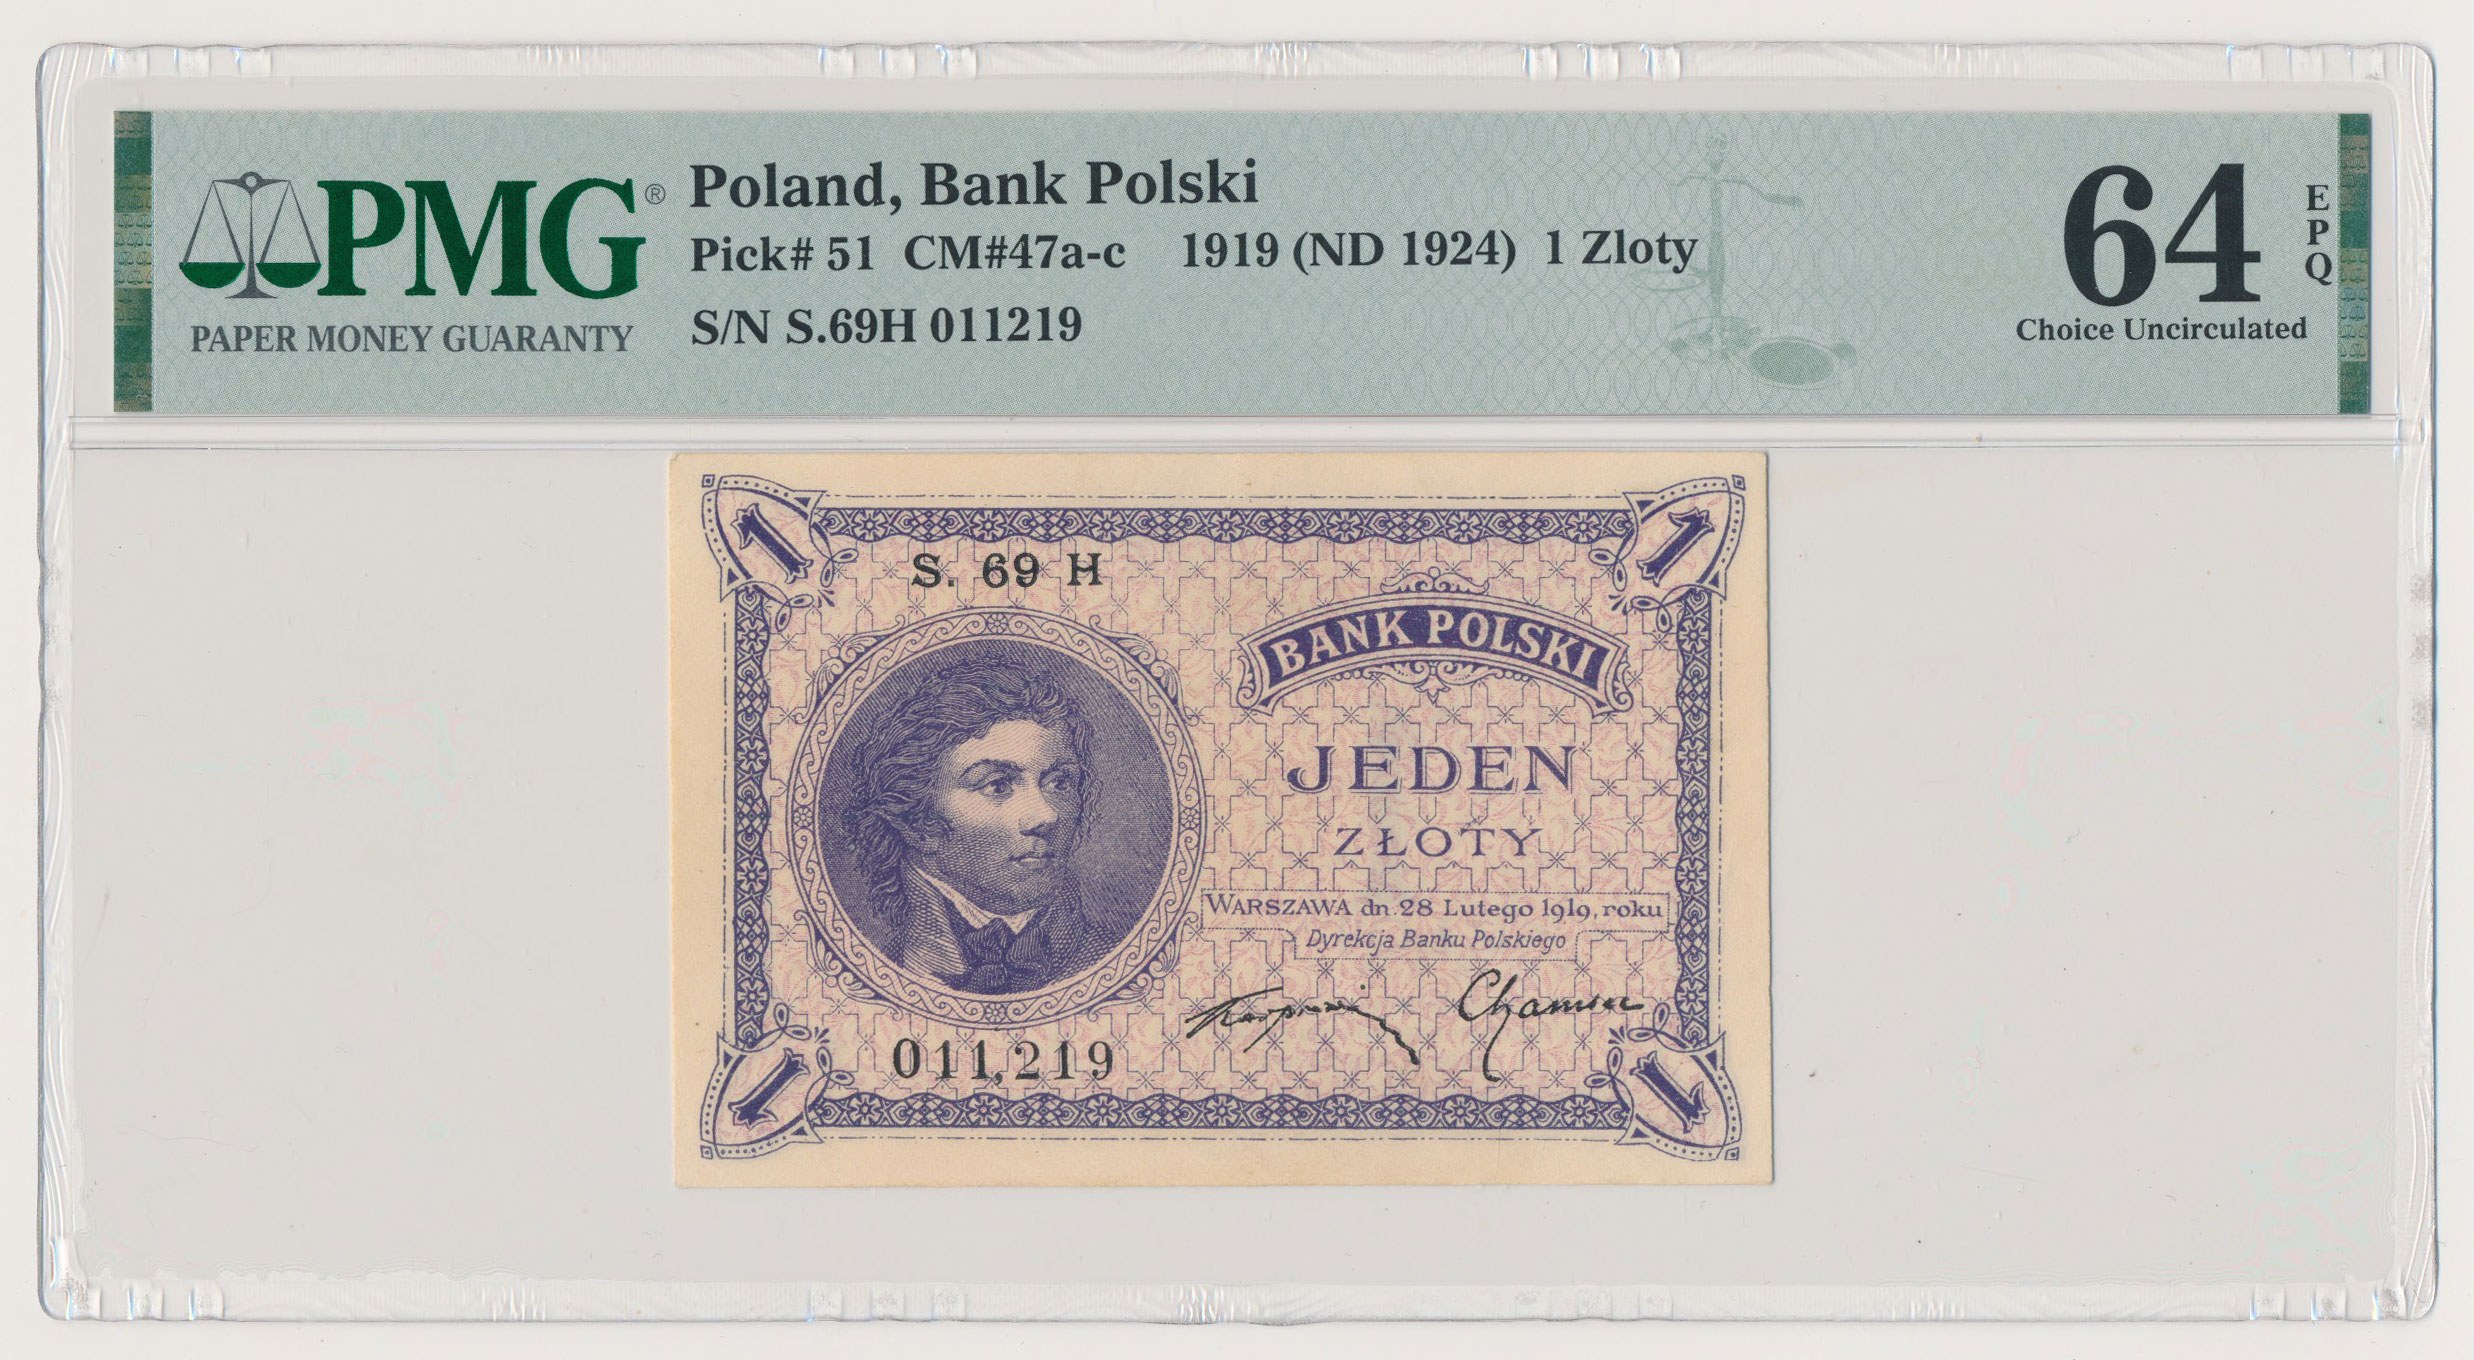 PMG®
PAPER MONEY GUARANTY
Poland, Bank Polski
Pick# 51 CM#47a-c 1919 (ND 1924) 1 Zloty
S/N S.69H 011219
64 EPQ
Choice Uncirculated
1 1
S. 69 H
BANK POLSKI
JEDEN
ZŁOTY
WARSZAWA dn. 28 Lutego 1919, roku
Dyrekcja Banku Polskiego
011,219
1 1